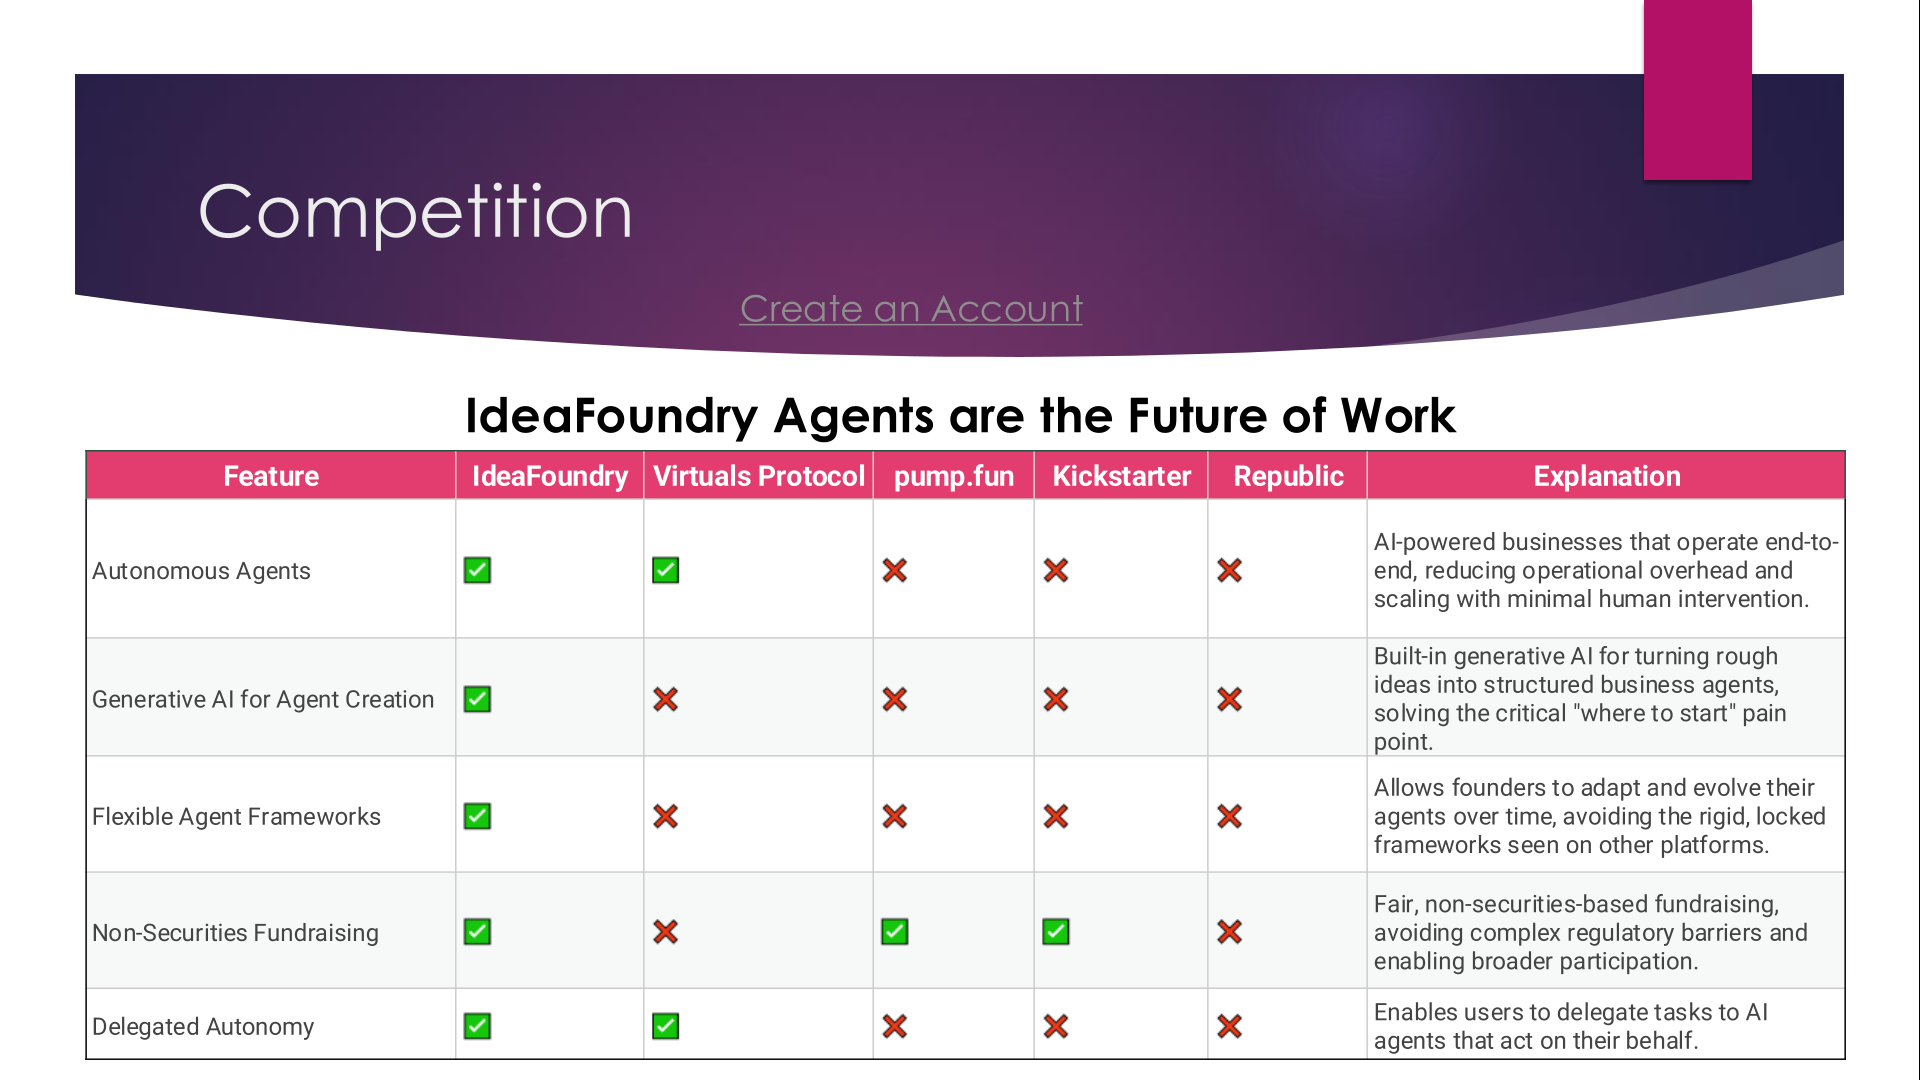 Competition
Create an Account
IdeaFoundry Agents are the Future of Work
Feature IdeaFoundry Virtuals Protocol pump.fun Kickstarter Republic Explanation
Autonomous Agents ✅ ✅ ❌ ❌ ❌ AI-powered businesses that operate end-to-
end, reducing operational overhead and
scaling with minimal human intervention.
Generative AI for Agent Creation ✅ ❌ ❌ ❌ ❌ Built-in generative AI for turning rough
ideas into structured business agents,
solving the critical "where to start" pain
point.
Flexible Agent Frameworks ✅ ❌ ❌ ❌ ❌ Allows founders to adapt and evolve their
agents over time, avoiding the rigid, locked
frameworks seen on other platforms.
Non-Securities Fundraising ✅ ❌ ✅ ✅ ❌ Fair, non-securities-based fundraising,
avoiding complex regulatory barriers and
enabling broader participation.
Delegated Autonomy ✅ ✅ ❌ ❌ ❌ Enables users to delegate tasks to AI
agents that act on their behalf.